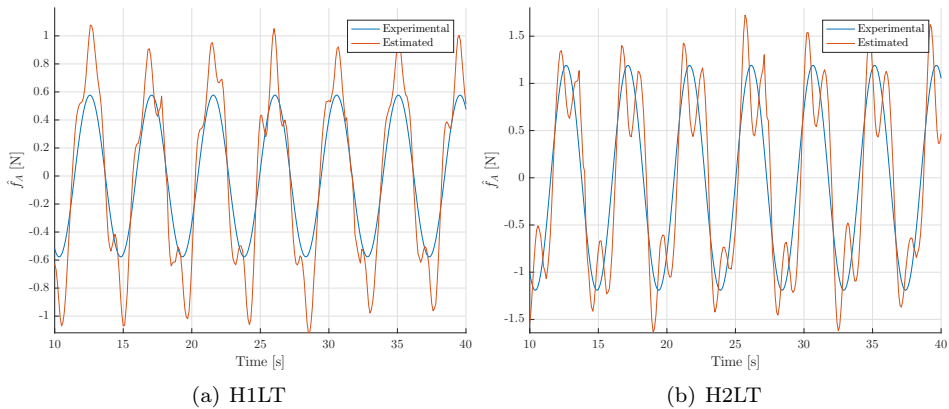 Experimental
Estimated
1
0.8
0.6
0.4
0.2
0
-0.2
-0.4
-0.6
-0.8
-1
f̂_A [N]
10 15 20 25 30 35 40
Time [s]
(a) H1LT
Experimental
Estimated
1.5
1
0.5
0
-0.5
-1
-1.5
f̂_A [N]
10 15 20 25 30 35 40
Time [s]
(b) H2LT